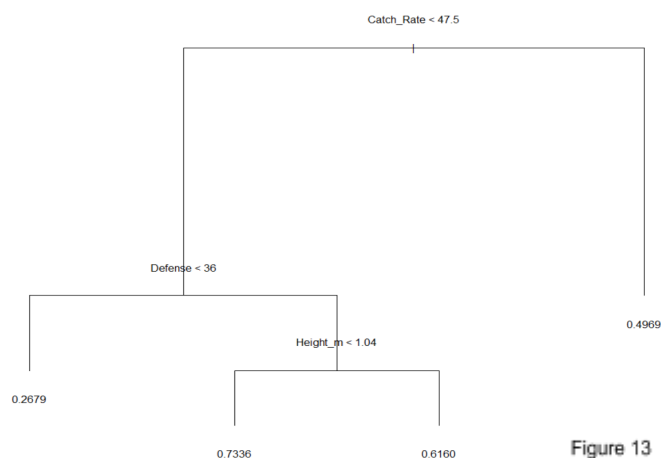 Catch_Rate < 47.5
Defense < 36
0.4969
Height_m < 1.04
0.2679
0.7336
0.6160
Figure 13